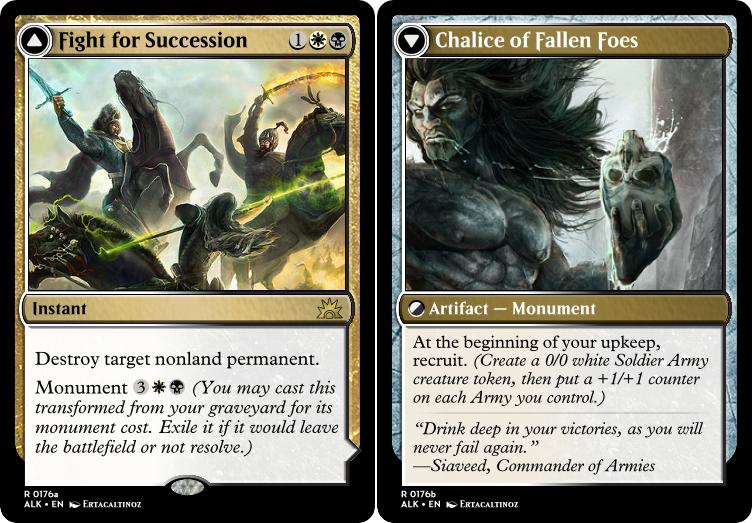 Fight for Succession 1
Instant
Destroy target nonland permanent.
Monument 3 (You may cast this
transformed from your graveyard for its
monument cost. Exile it if it would leave
the battlefield or not resolve.)
R 0176a
ALK • EN ERTACALTINOZ
Chalice of Fallen Foes
Artifact — Monument
At the beginning of your upkeep,
recruit. (Create a 0/0 white Soldier Army
creature token, then put a +1/+1 counter
on each Army you control.)
“Drink deep in your victories, as you will
never fail again.”
—Siaveed, Commander of Armies
R 0176b
ALK • EN ERTACALTINOZ